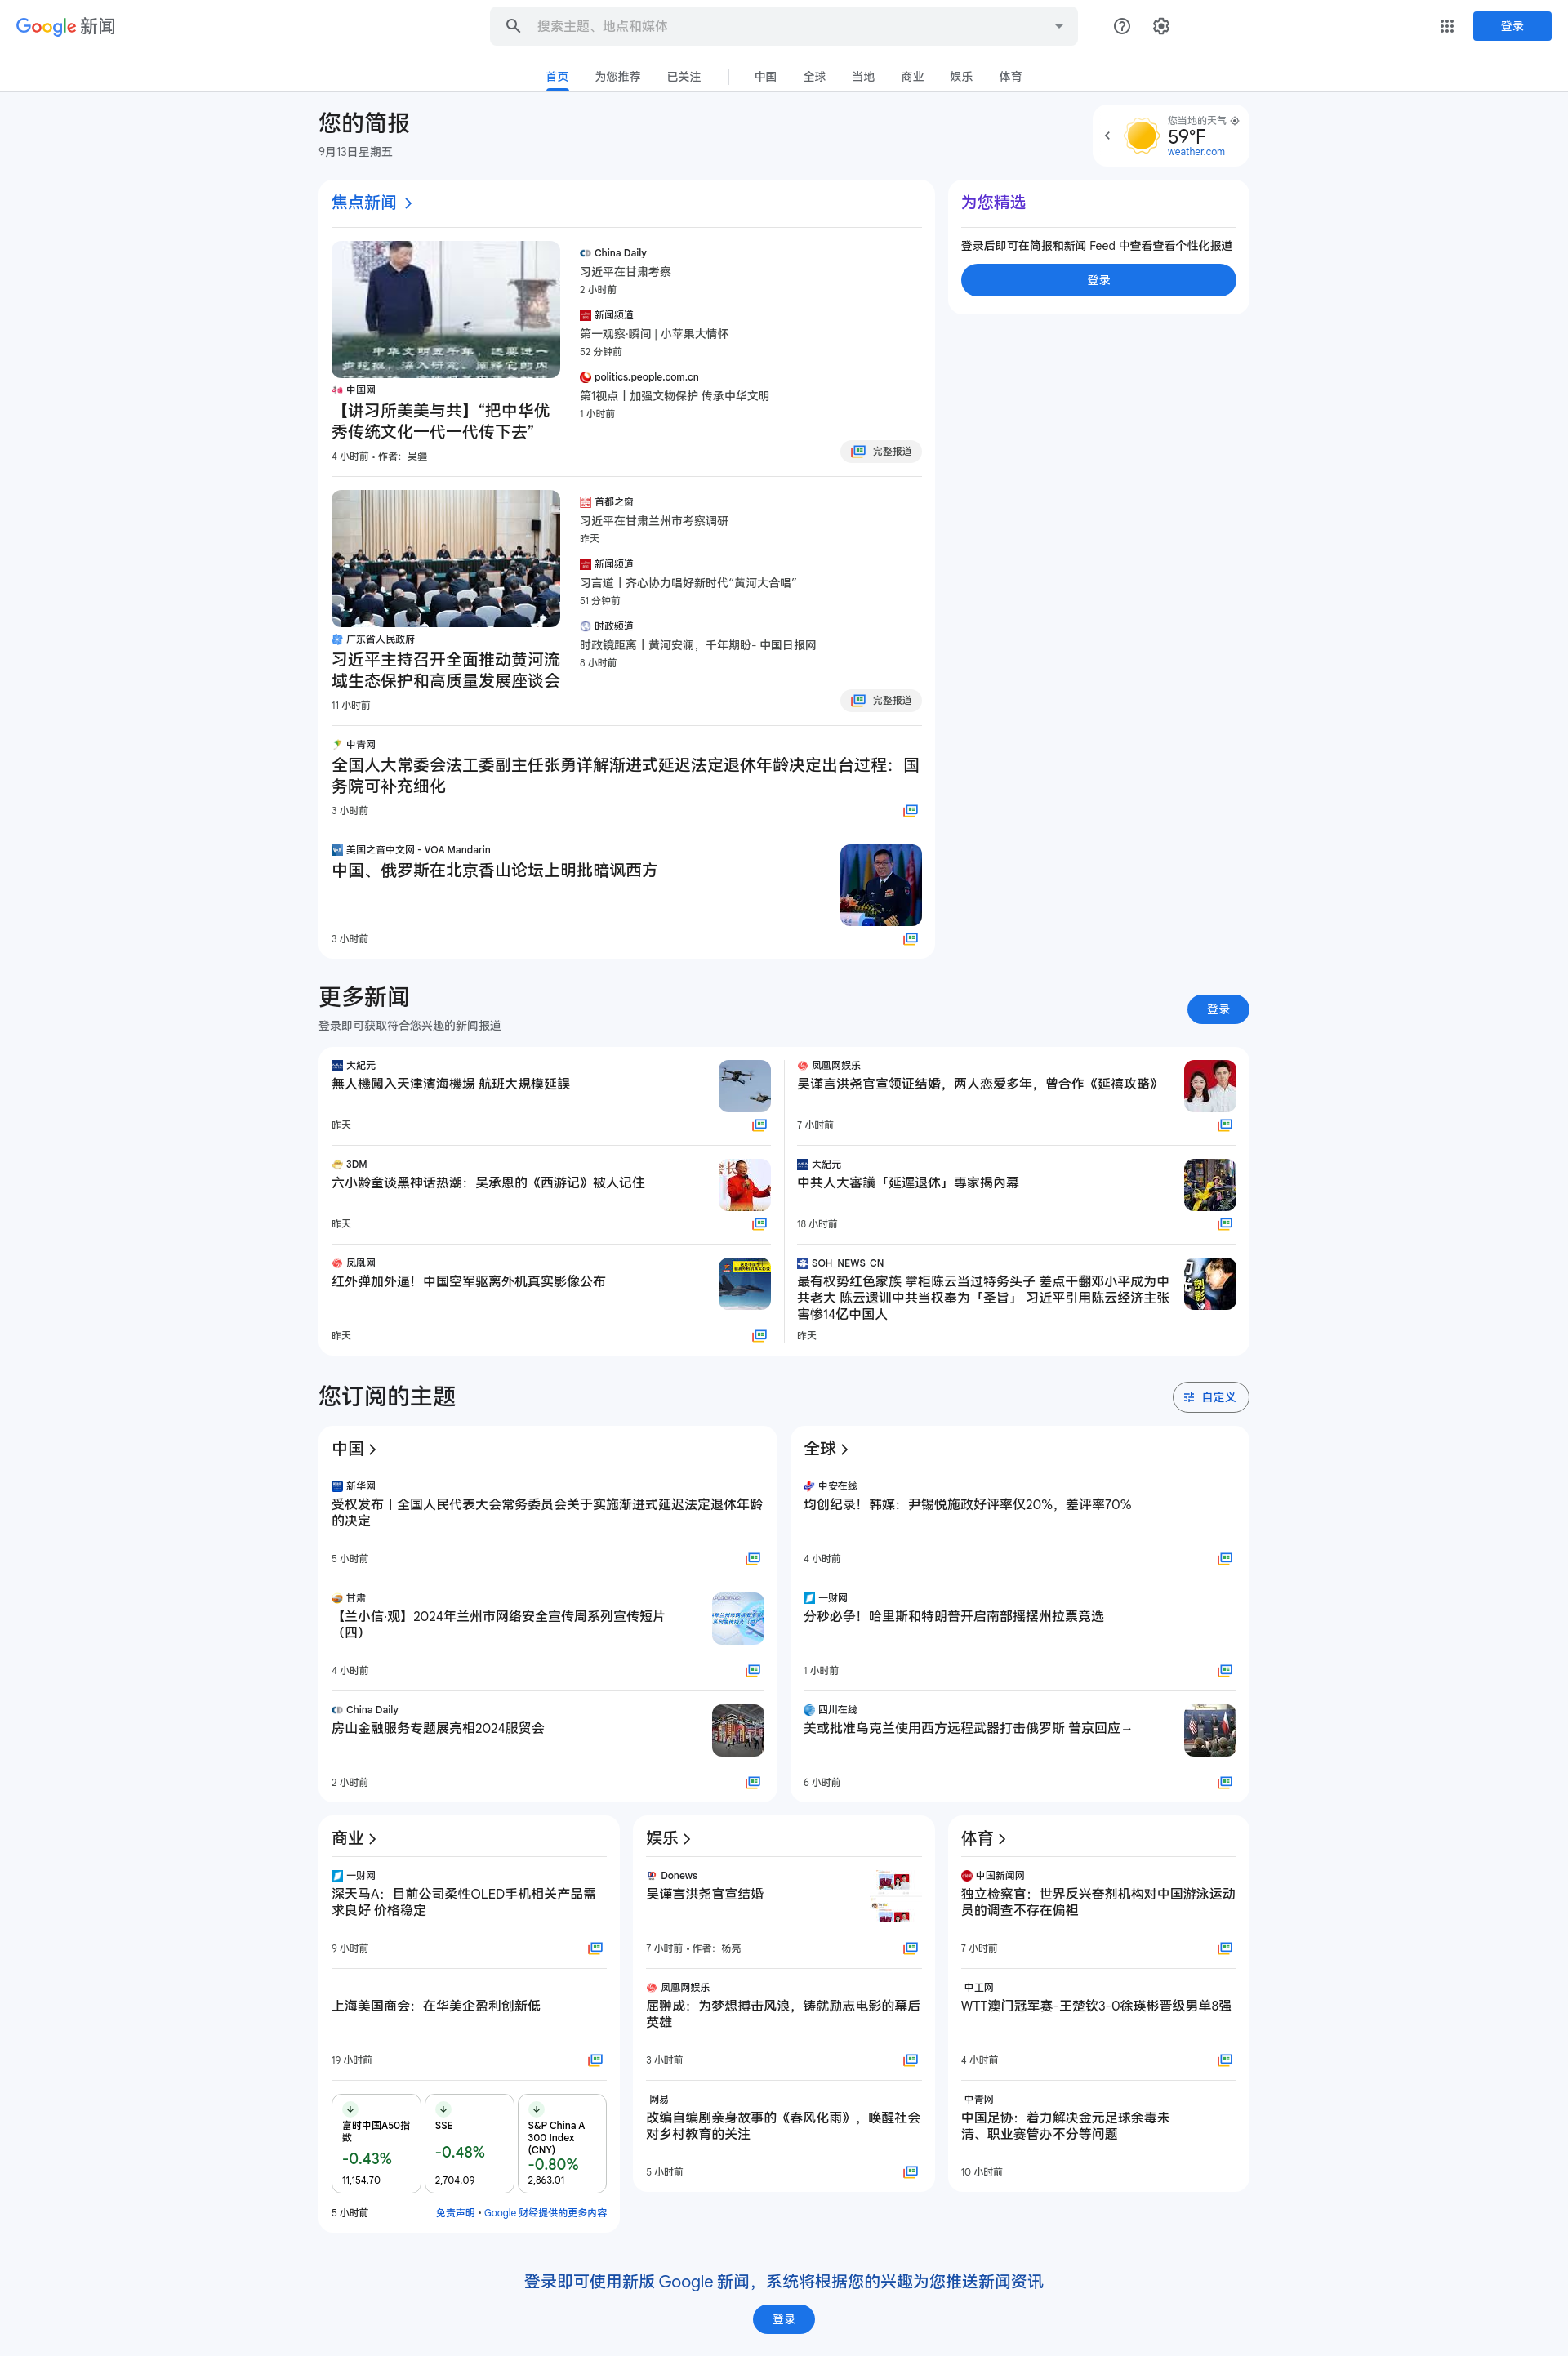 Google 新闻
搜索主题、地点和媒体
登录
首页
为您推荐
已关注
中国
全球
当地
商业
娱乐
体育
您的简报
9月13日星期五
您当地的天气
59°F
weather.com
焦点新闻
中华文明五千年，还要进一
步挖掘，深入研究、阐释它的内
中国网
【讲习所美美与共】“把中华优
秀传统文化一代一代传下去”
4 小时前 • 作者：吴疆
China Daily
习近平在甘肃考察
2 小时前
新闻频道
第一观察·瞬间 | 小苹果大情怀
52 分钟前
politics.people.com.cn
第1视点丨加强文物保护 传承中华文明
1 小时前
完整报道
广东省人民政府
习近平主持召开全面推动黄河流
域生态保护和高质量发展座谈会
11 小时前
首都之窗
习近平在甘肃兰州市考察调研
昨天
新闻频道
习言道丨齐心协力唱好新时代“黄河大合唱”
51 分钟前
时政频道
时政镜距离丨黄河安澜，千年期盼- 中国日报网
8 小时前
完整报道
中青网
全国人大常委会法工委副主任张勇详解渐进式延迟法定退休年龄决定出台过程：国
务院可补充细化
3 小时前
美国之音中文网 - VOA Mandarin
中国、俄罗斯在北京香山论坛上明批暗讽西方
3 小时前
为您精选
登录后即可在简报和新闻 Feed 中查看查看个性化报道
登录
更多新闻
登录即可获取符合您兴趣的新闻报道
登录
大紀元
無人機闖入天津濱海機場 航班大規模延誤
昨天
3DM
六小龄童谈黑神话热潮：吴承恩的《西游记》被人记住
昨天
凤凰网
红外弹加外逼！中国空军驱离外机真实影像公布
昨天
凤凰网娱乐
吴谨言洪尧官宣领证结婚，两人恋爱多年，曾合作《延禧攻略》
7 小时前
大紀元
中共人大審議「延遲退休」專家揭內幕
18 小时前
SOH NEWS CN
最有权势红色家族 掌柜陈云当过特务头子 差点干翻邓小平成为中
共老大 陈云遗训中共当权奉为「圣旨」 习近平引用陈云经济主张
害惨14亿中国人
昨天
您订阅的主题
自定义
中国
新华网
受权发布丨全国人民代表大会常务委员会关于实施渐进式延迟法定退休年龄
的决定
5 小时前
甘肃
【兰小信·观】2024年兰州市网络安全宣传周系列宣传短片
（四）
4 小时前
China Daily
房山金融服务专题展亮相2024服贸会
2 小时前
全球
中安在线
均创纪录！韩媒：尹锡悦施政好评率仅20%，差评率70%
4 小时前
一财网
分秒必争！哈里斯和特朗普开启南部摇摆州拉票竞选
1 小时前
四川在线
美或批准乌克兰使用西方远程武器打击俄罗斯 普京回应→
6 小时前
商业
一财网
深天马A：目前公司柔性OLED手机相关产品需
求良好 价格稳定
9 小时前
上海美国商会：在华美企盈利创新低
19 小时前
富时中国A50指
数
-0.43%
11,154.70
SSE
-0.48%
2,704.09
S&P China A
300 Index
(CNY)
-0.80%
2,863.01
5 小时前
免责声明 • Google 财经提供的更多内容
娱乐
Donews
吴谨言洪尧官宣结婚
7 小时前 • 作者：杨亮
凤凰网娱乐
屈翀成：为梦想搏击风浪，铸就励志电影的幕后
英雄
3 小时前
网易
改编自编剧亲身故事的《春风化雨》，唤醒社会
对乡村教育的关注
5 小时前
体育
中国新闻网
独立检察官：世界反兴奋剂机构对中国游泳运动
员的调查不存在偏袒
7 小时前
中工网
WTT澳门冠军赛-王楚钦3-0徐瑛彬晋级男单8强
4 小时前
中青网
中国足协：着力解决金元足球余毒未
清、职业赛管办不分等问题
10 小时前
登录即可使用新版 Google 新闻，系统将根据您的兴趣为您推送新闻资讯
登录